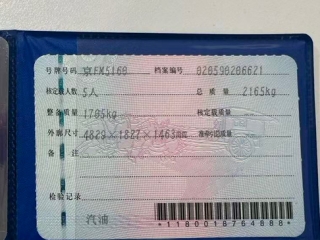 号牌号码 京FK5168 档案编号 020590206621
核定载人数 5人 总质量 2165kg
整备质量 1705kg 核定载质量
外廓尺寸 4829×1827×1463mm 准牵引总质量
备注
检验记录
汽油
*1180018764888*